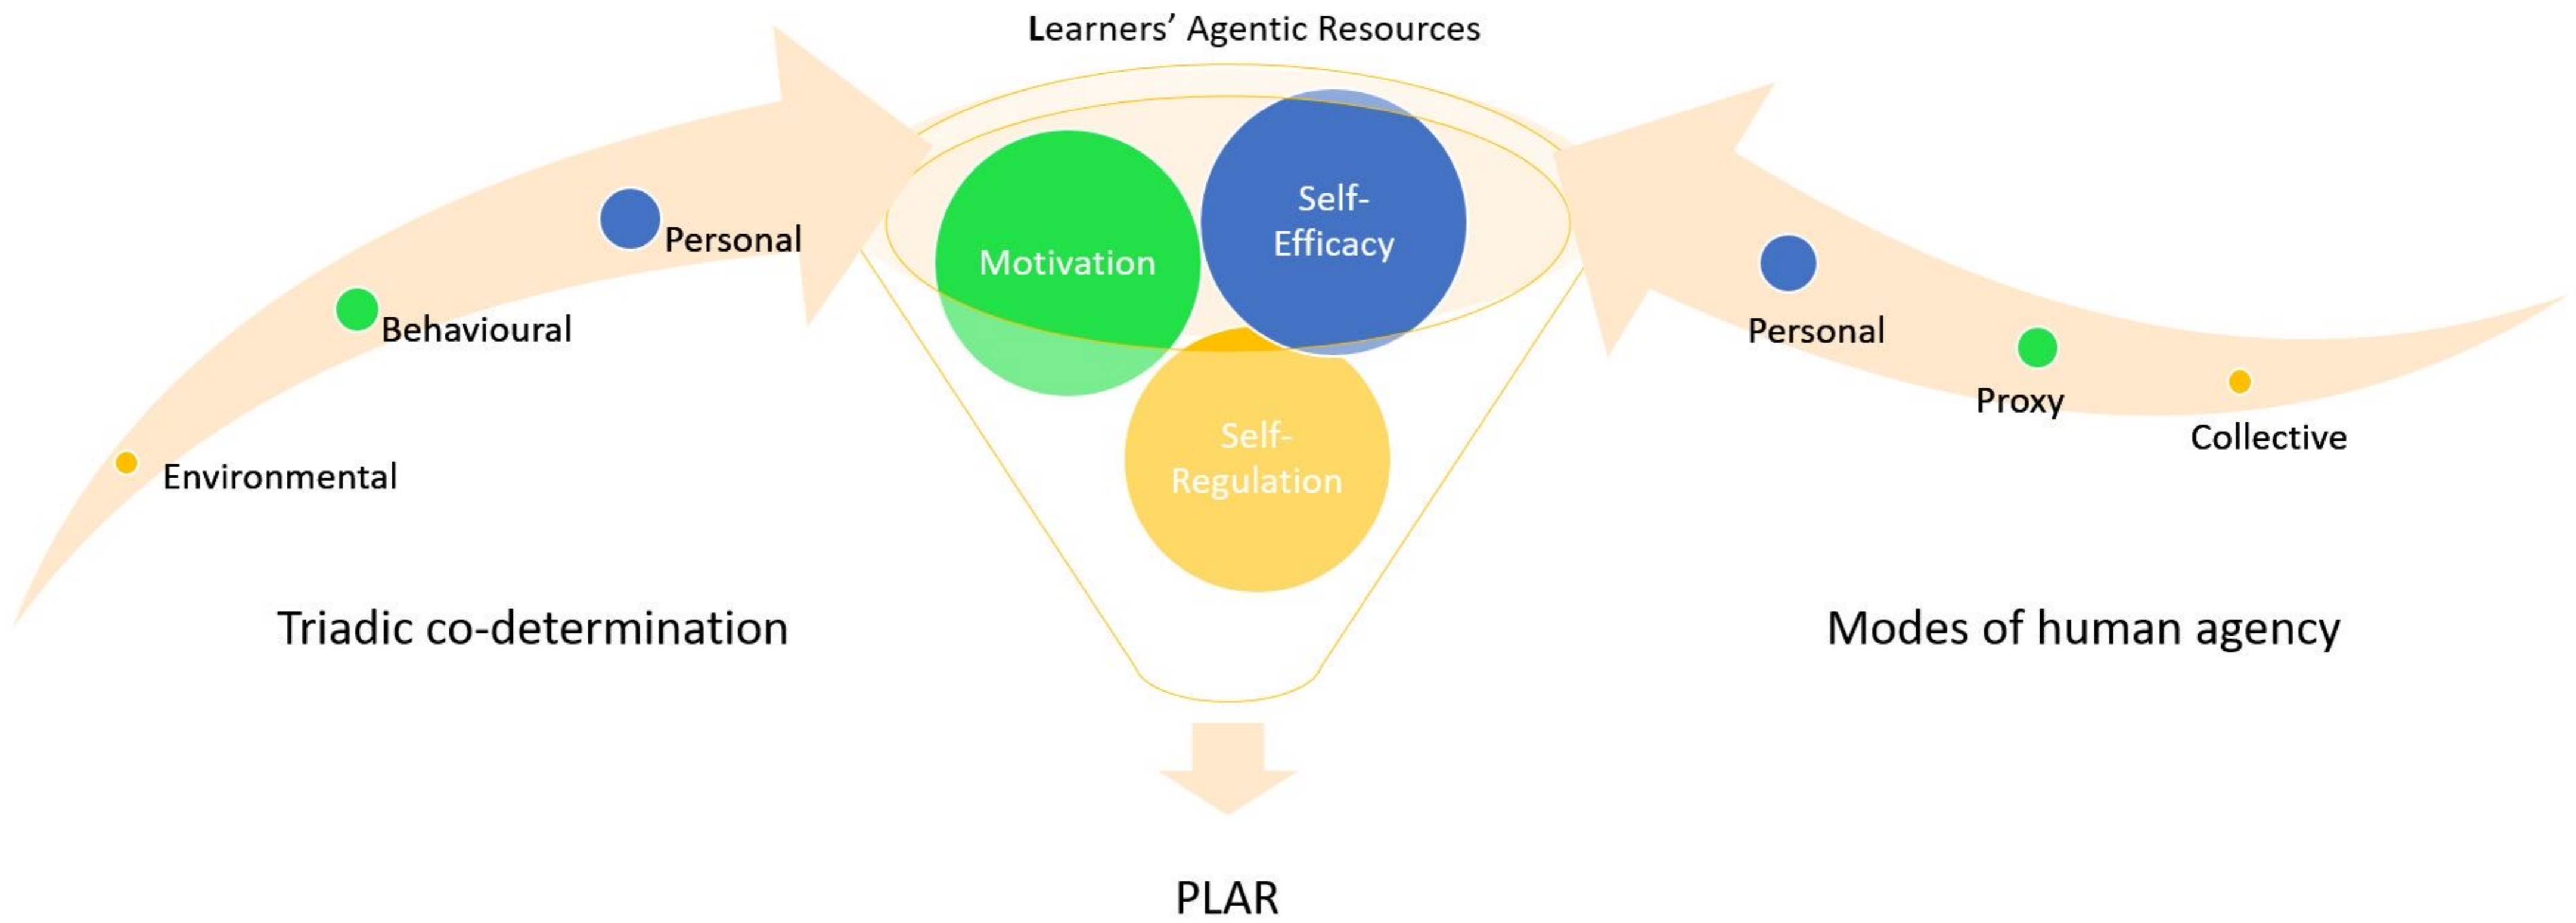 Learners’ Agentic Resources
Personal
Behavioural
Environmental
Triadic co-determination
Motivation
Self-
Efficacy
Self-
Regulation
Personal
Proxy
Collective
Modes of human agency
PLAR